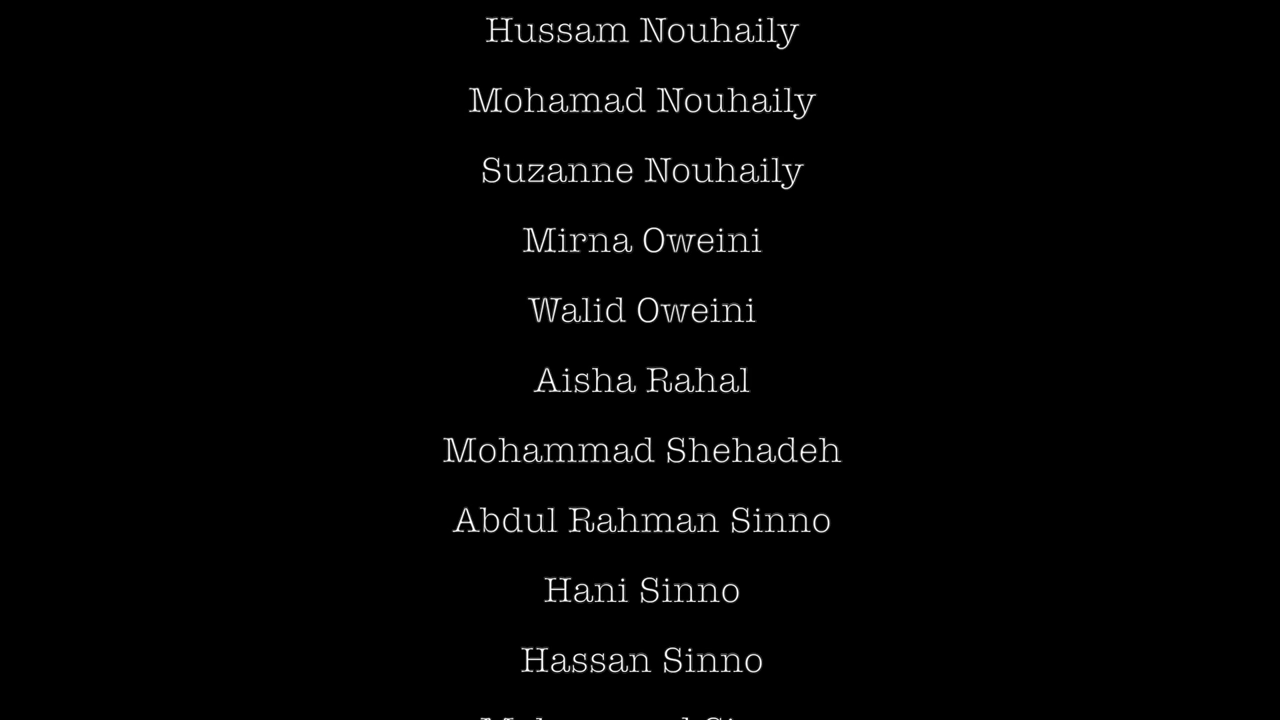 Hussam Nouhaily
Mohamad Nouhaily
Suzanne Nouhaily
Mirna Oweini
Walid Oweini
Aisha Rahal
Mohammad Shehadeh
Abdul Rahman Sinno
Hani Sinno
Hassan Sinno